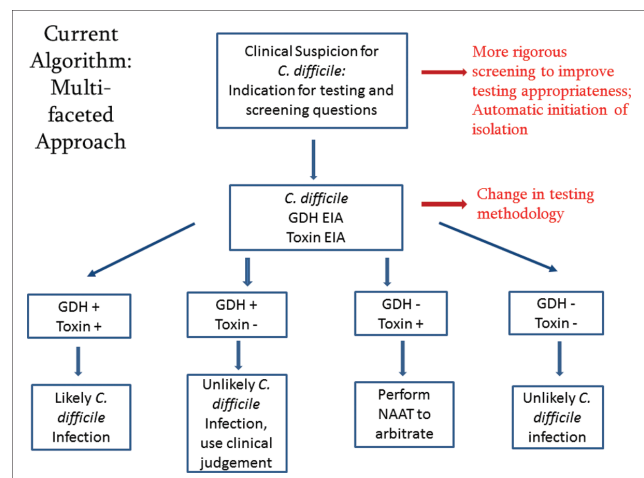 Current
Algorithm:
Multi-
faceted
Approach
Clinical Suspicion for
C. difficile:
Indication for testing and
screening questions
More rigorous
screening to improve
testing appropriateness;
Automatic initiation of
isolation
C. difficile
GDH EIA
Toxin EIA
Change in testing
methodology
GDH +
Toxin +
GDH +
Toxin -
GDH -
Toxin +
GDH -
Toxin -
Likely C.
difficile
Infection
Unlikely C.
difficile
Infection,
use clinical
judgement
Perform
NAAT to
arbitrate
Unlikely C.
difficile
infection